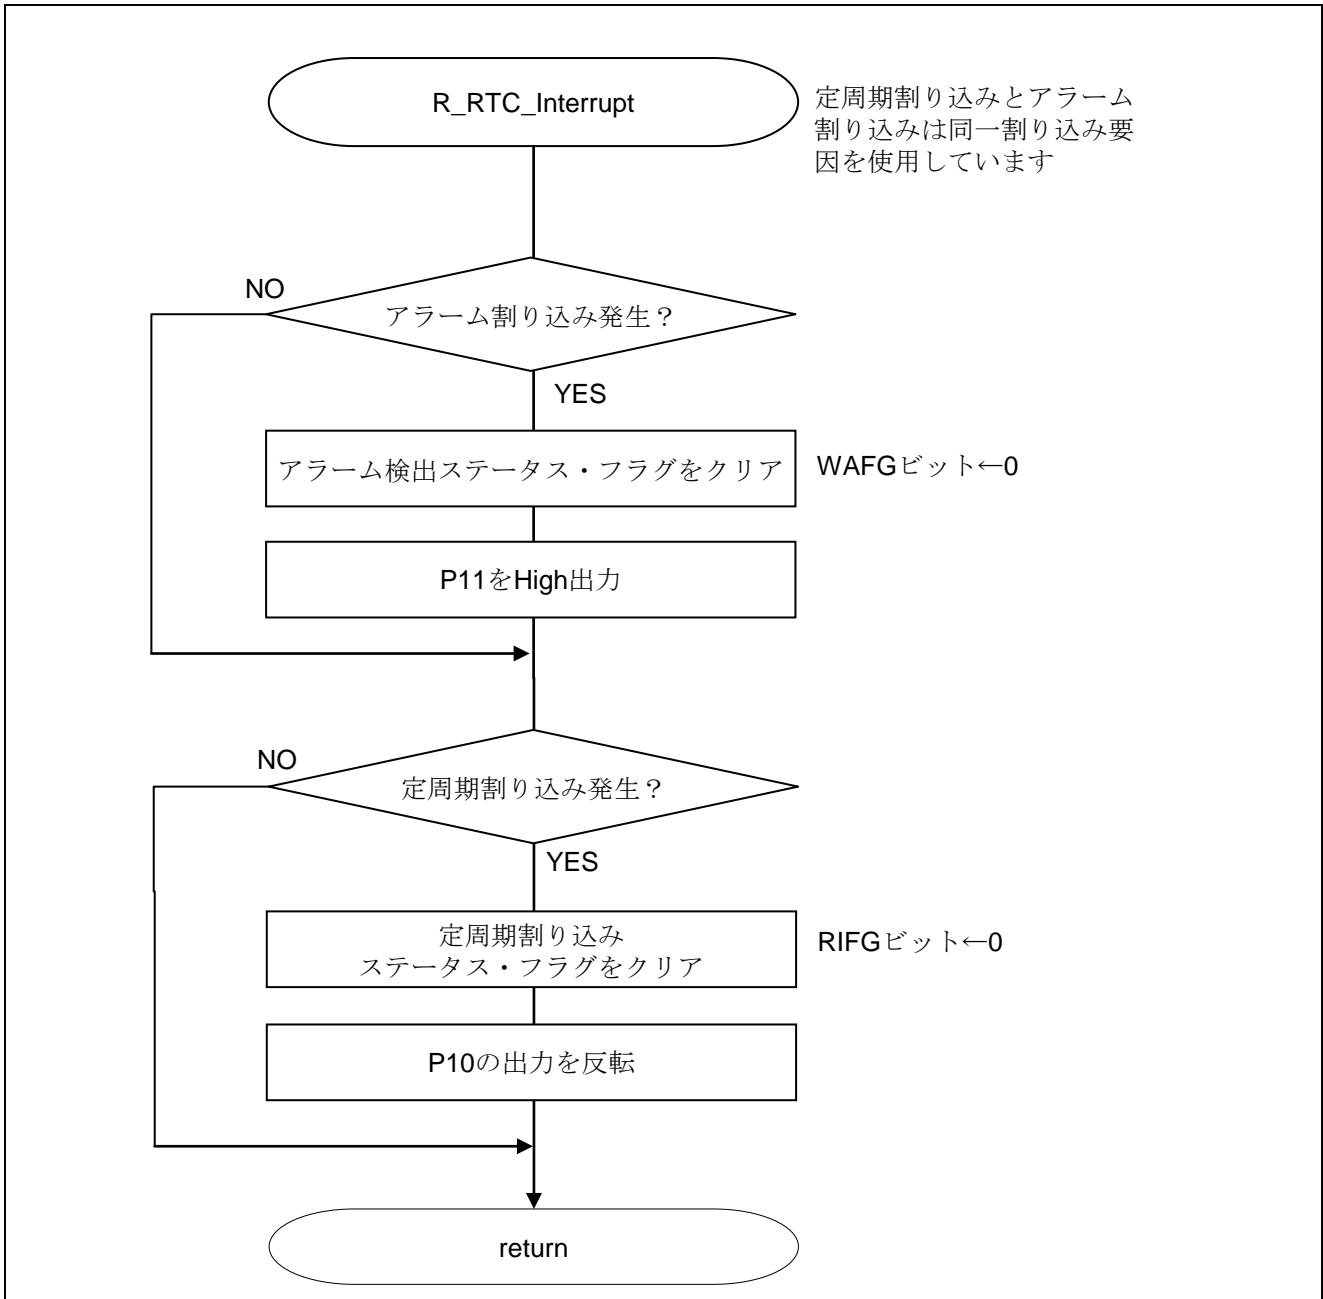 R_RTC_Interrupt
定周期割り込みとアラーム
割り込みは同一割り込み要
因を使用しています
NO
アラーム割り込み発生？
YES
アラーム検出ステータス・フラグをクリア
WAFGビット←0
P11をHigh出力
NO
定周期割り込み発生？
YES
定周期割り込み
ステータス・フラグをクリア
RIFGビット←0
P10の出力を反転
return